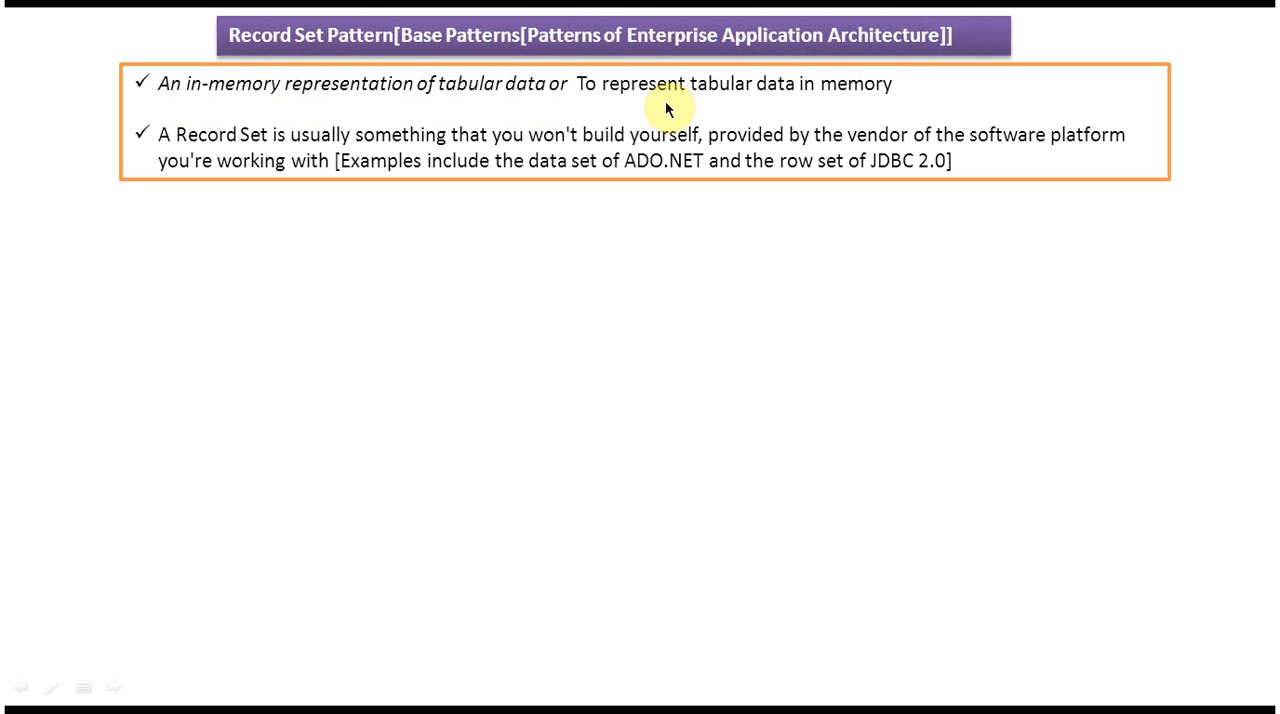 Record Set Pattern[Base Patterns[Patterns of Enterprise Application Architecture]]
✓ An in-memory representation of tabular data or To represent tabular data in memory
✓ A Record Set is usually something that you won't build yourself, provided by the vendor of the software platform
you're working with [Examples include the data set of ADO.NET and the row set of JDBC 2.0]